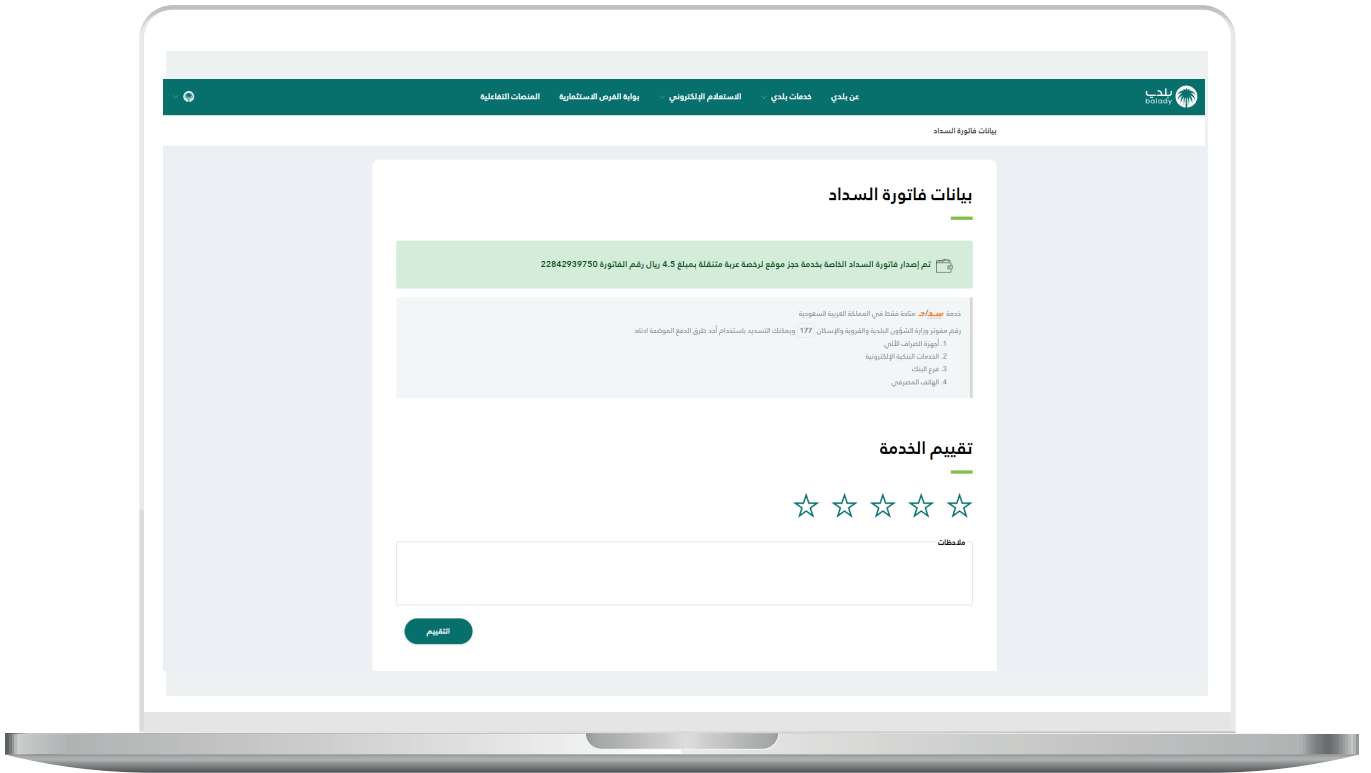 بلدي
balady
عن بلدي
خدمات بلدي
الاستعلام الإلكتروني
بوابة الفرص الاستثمارية
المنصات التفاعلية
بيانات فاتورة السداد
بيانات فاتورة السداد
تم إصدار فاتورة السداد الخاصة بخدمة حجز موقع لرخصة عربة متنقلة بمبلغ 4.5 ريال رقم الفاتورة 22842939750
خدمة سداد متاحة فقط في المملكة العربية السعودية
رقم مفوتر وزارة الشؤون البلدية والقروية والإسكان 177 ويمكنك التسديد باستخدام أحد طرق الدفع الموضحة ادناه:
1. أجهزة الصراف الألي
2. الخدمات البنكية الإلكترونية
3. فرع البنك
4. الهاتف المصرفي
تقييم الخدمة
ملاحظات
التقييم